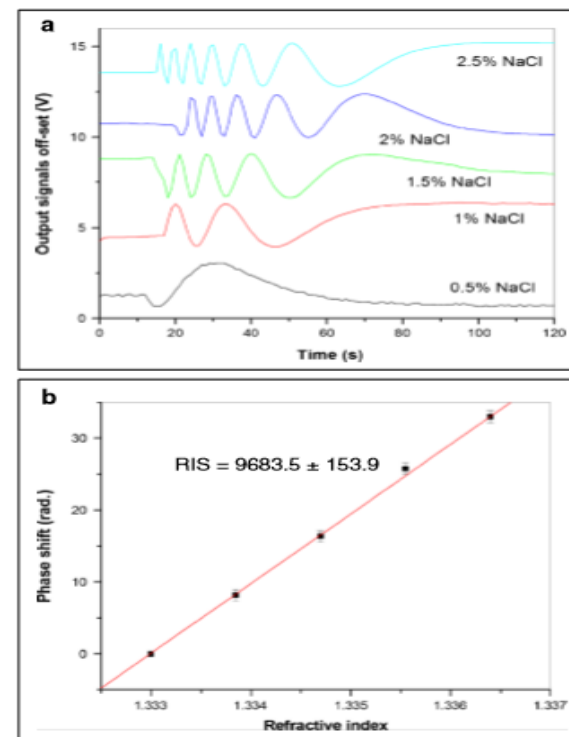 a
15
10
5
0
Output signals off-set (V)
2.5% NaCl
2% NaCl
1.5% NaCl
1% NaCl
0.5% NaCl
0 20 40 60 80 100 120
Time (s)
b
RIS = 9683.5 ± 153.9
30
20
10
0
Phase shift (rad.)
1.333 1.334 1.335 1.336 1.337
Refractive index